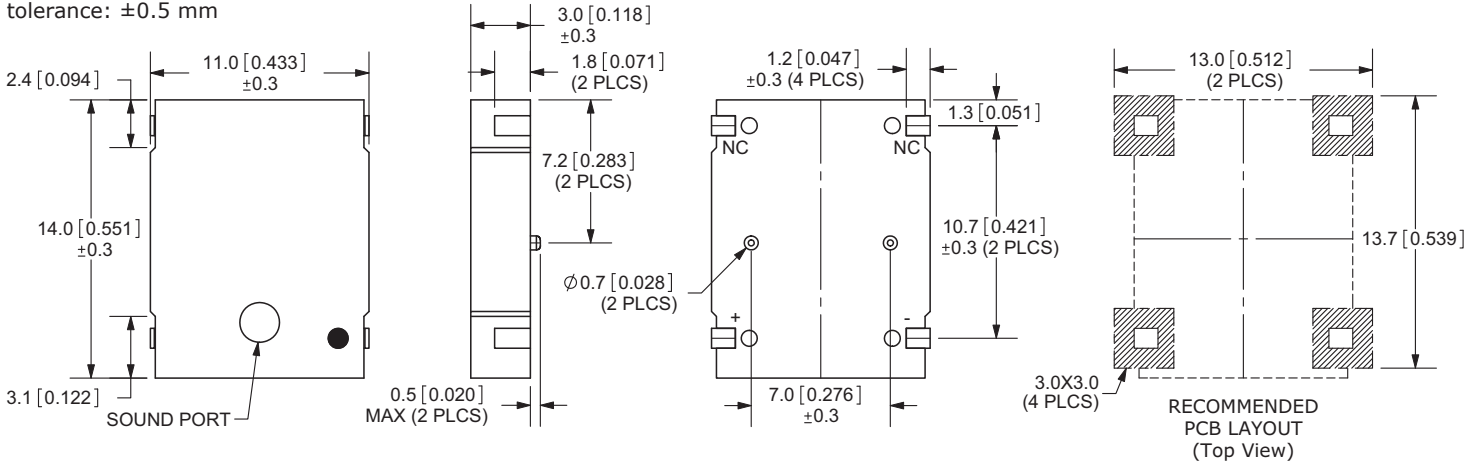 tolerance: ±0.5 mm
2.4 [0.094]
11.0 [0.433]
±0.3
14.0 [0.551]
±0.3
3.1 [0.122]
SOUND PORT
3.0 [0.118]
±0.3
1.8 [0.071]
(2 PLCS)
7.2 [0.283]
(2 PLCS)
0.5 [0.020]
MAX (2 PLCS)
1.2 [0.047]
±0.3 (4 PLCS)
1.3 [0.051]
NC
NC
10.7 [0.421]
±0.3 (2 PLCS)
Ø0.7 [0.028]
(2 PLCS)
+
-
7.0 [0.276]
±0.3
13.0 [0.512]
(2 PLCS)
13.7 [0.539]
3.0X3.0
(4 PLCS)
RECOMMENDED
PCB LAYOUT
(Top View)